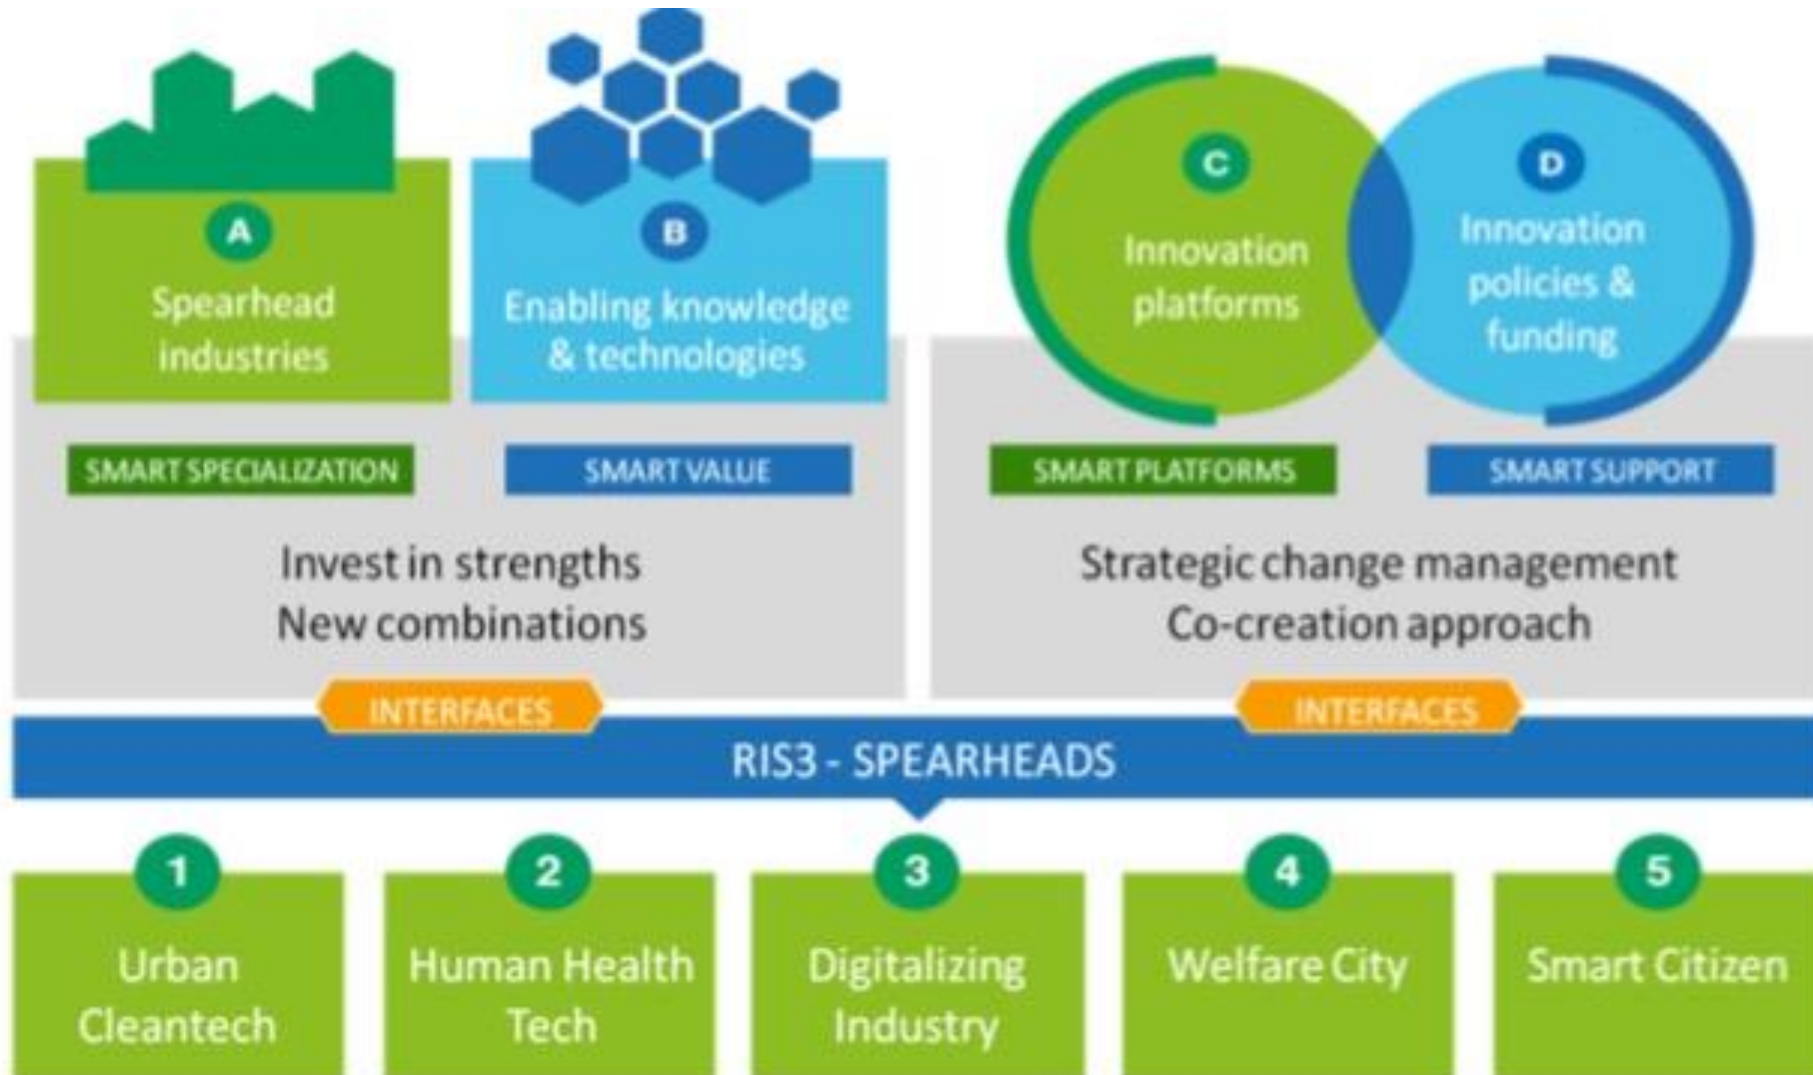 A
Spearhead
industries
B
Enabling knowledge
& technologies
C
Innovation
platforms
D
Innovation
policies &
funding
SMART SPECIALIZATION
SMART VALUE
SMART PLATFORMS
SMART SUPPORT
Invest in strengths
New combinations
Strategic change management
Co-creation approach
INTERFACES
INTERFACES
RIS3 - SPEARHEADS
1
Urban
Cleantech
2
Human Health
Tech
3
Digitalizing
Industry
4
Welfare City
5
Smart Citizen